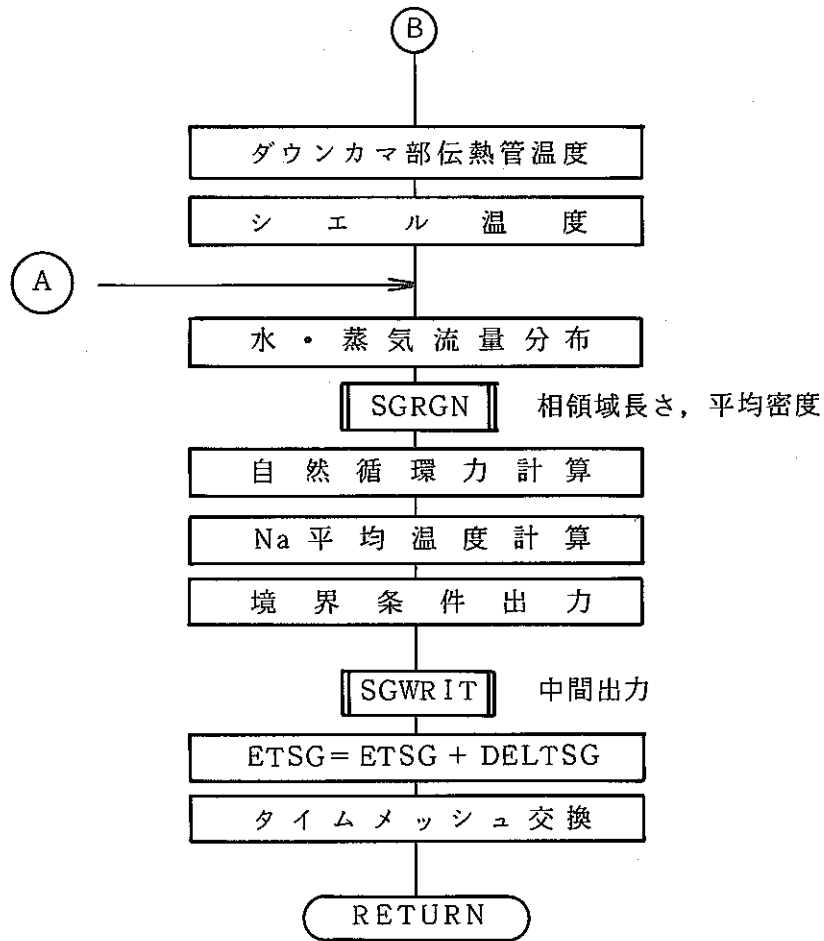 B
ダウンカマ部伝熱管温度
シエル温度
A
水・蒸気流量分布
SGRGN 相領域長さ，平均密度
自然循環力計算
Na平均温度計算
境界条件出力
SGWRIT 中間出力
ETSG=ETSG+DELTSG
タイムメッシュ交換
RETURN